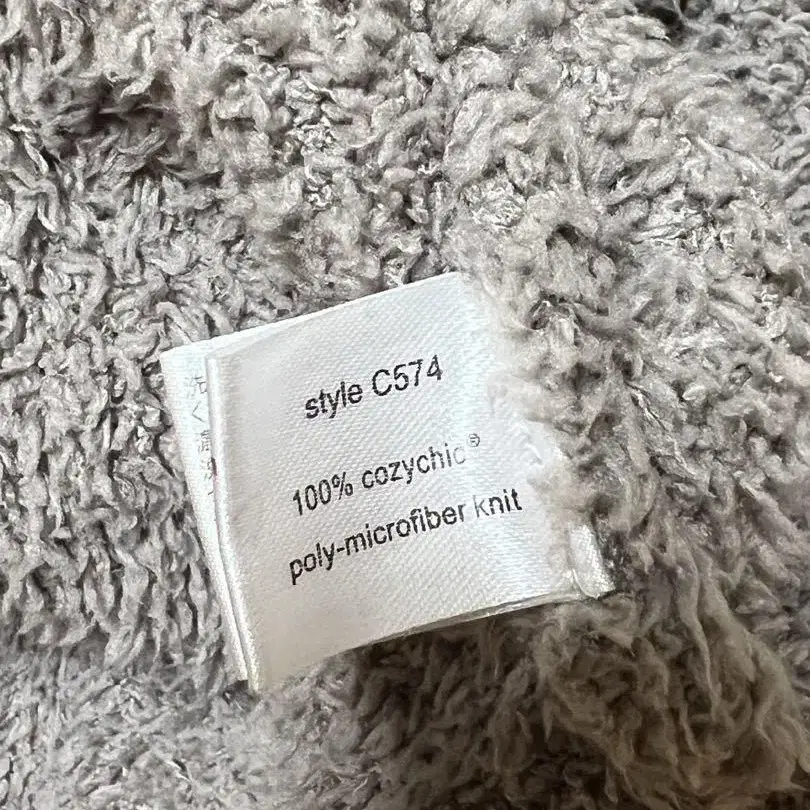 style C574
100% cozychic®
poly-microfiber knit